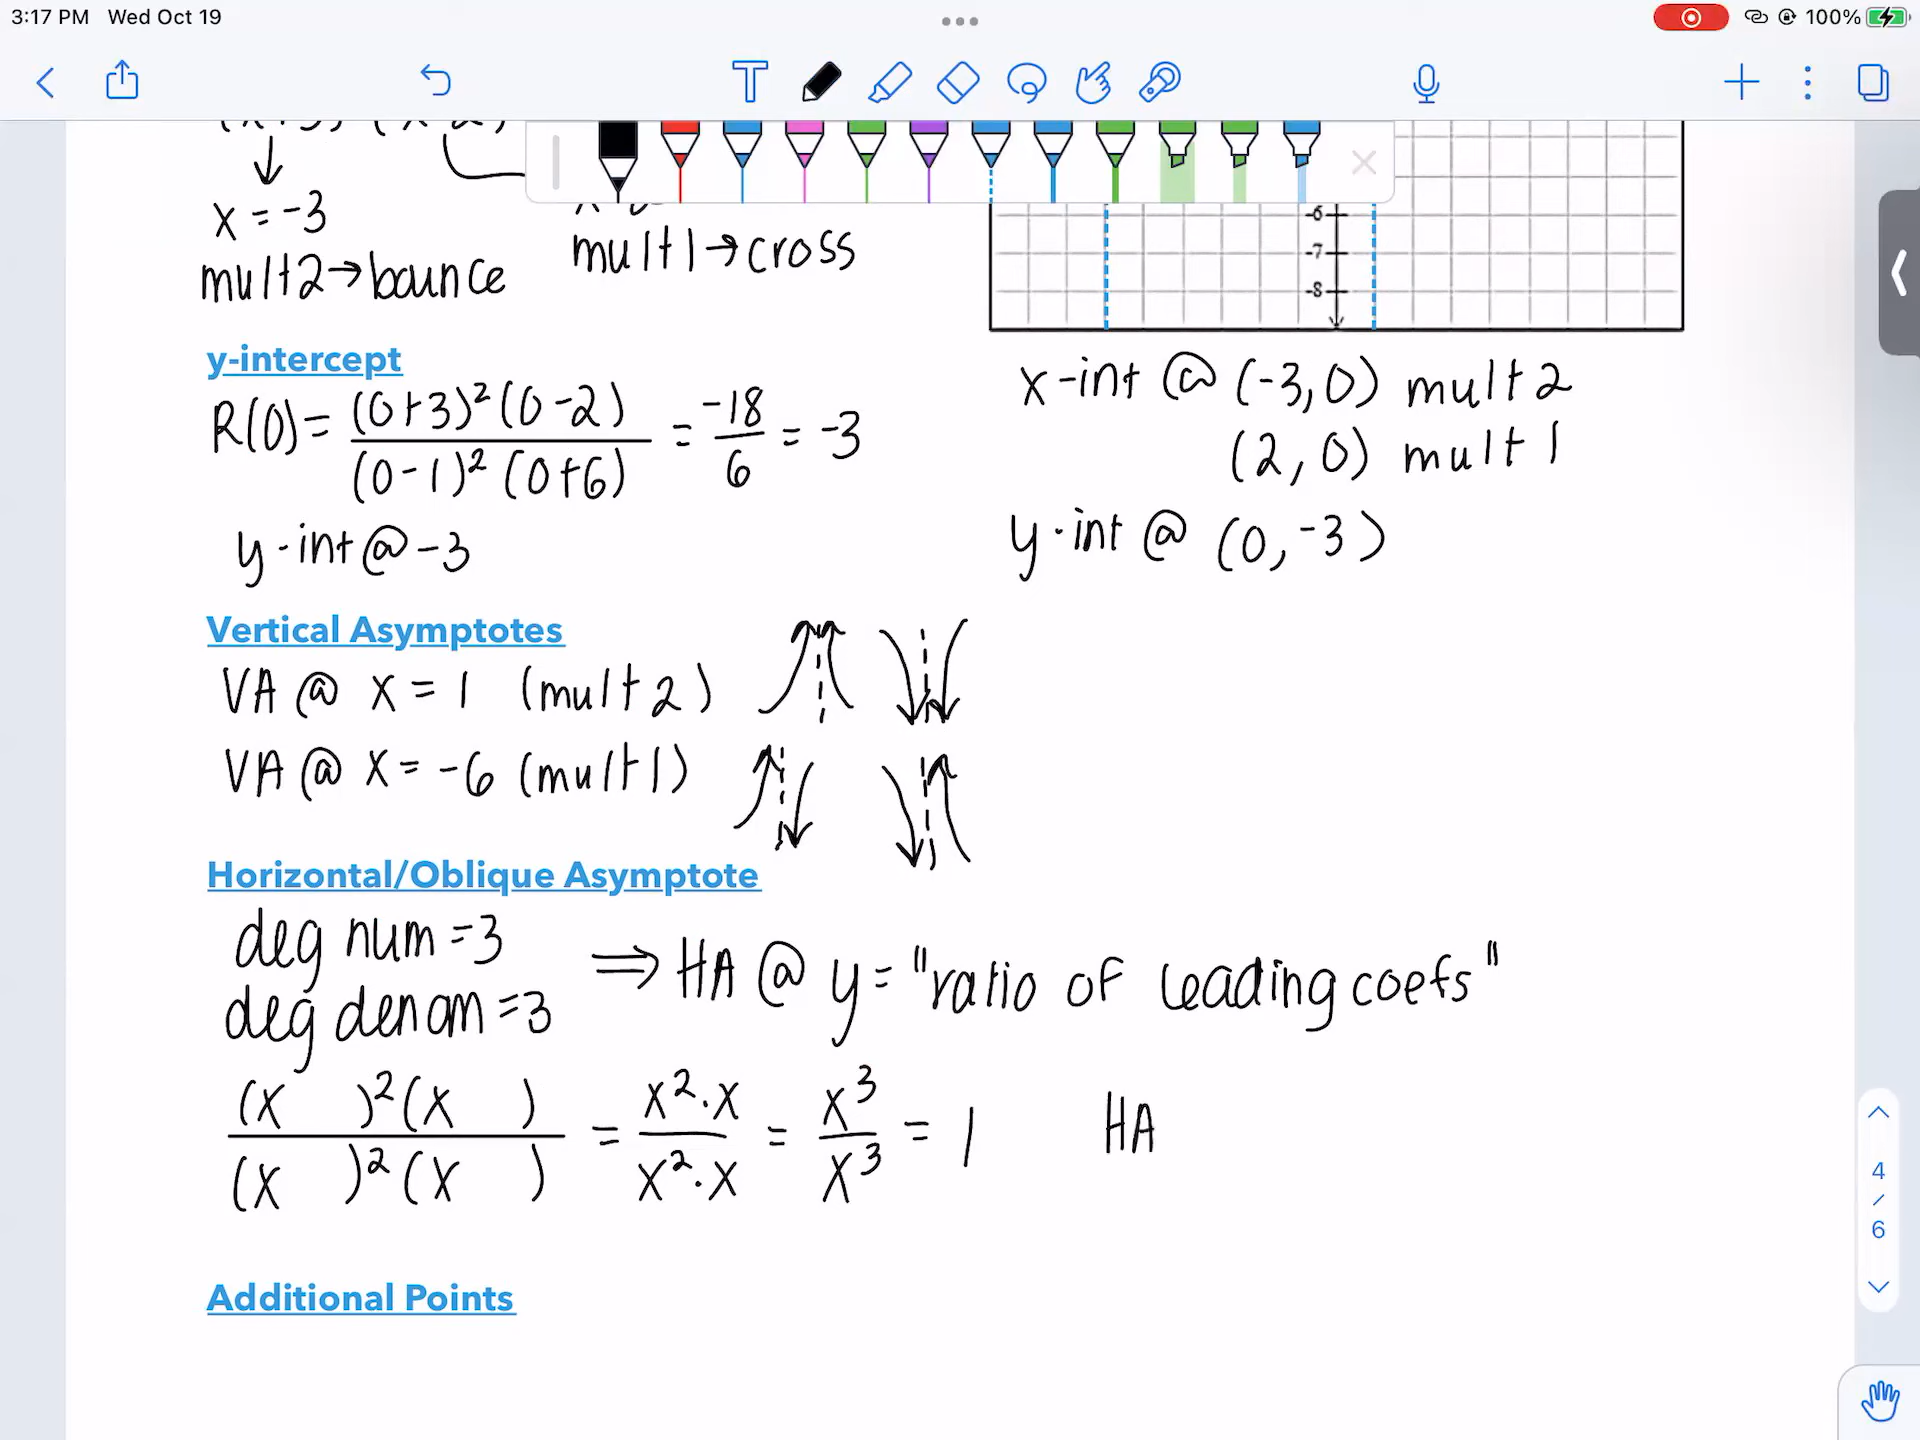 3:17 PM Wed Oct 19
100%
x = -3
mult 2 → bounce
mult 1 → cross
-6
-7
-8
y-intercept
R(0) = (0+3)²(0-2) / (0-1)²(0+6) = -18/6 = -3
y-int @ -3
x-int @ (-3,0) mult 2
(2,0) mult 1
y-int @ (0,-3)
Vertical Asymptotes
VA @ x = 1 (mult 2)
VA @ x = -6 (mult 1)
Horizontal/Oblique Asymptote
deg num = 3
deg denom = 3
⇒ HA @ y = "ratio of leading coefs"
(x )²(x ) / (x )²(x ) = x²·x / x²·x = x³/x³ = 1
HA
Additional Points
4
/
6